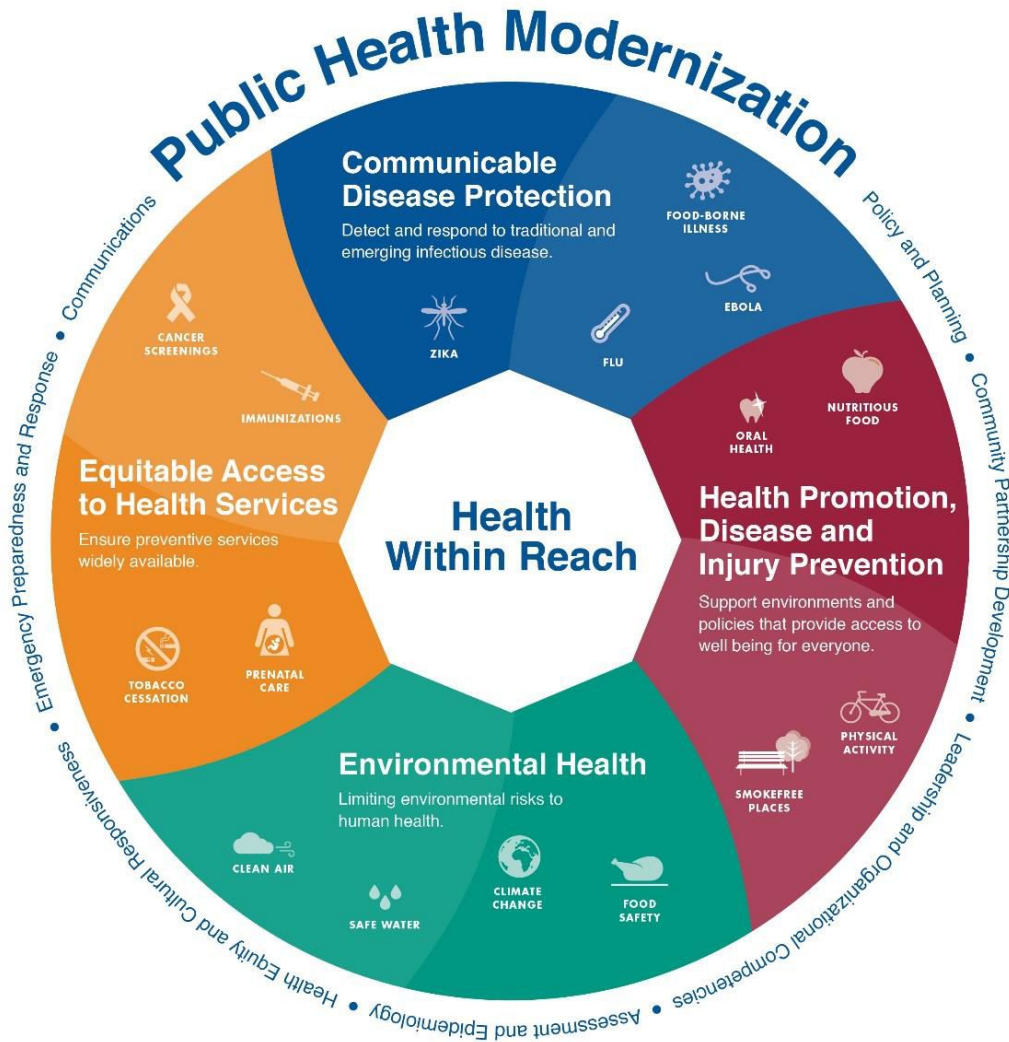 Public Health Modernization
Communicable
Disease Protection
Detect and respond to traditional and
emerging infectious disease.
ZIKA
FLU
FOOD-BORNE
ILLNESS
EBOLA
NUTRITIOUS
FOOD
ORAL
HEALTH
Health Promotion,
Disease and
Injury Prevention
Support environments and
policies that provide access to
well being for everyone.
PHYSICAL
ACTIVITY
SMOKEFREE
PLACES
Environmental Health
Limiting environmental risks to
human health.
CLEAN AIR
SAFE WATER
CLIMATE
CHANGE
FOOD
SAFETY
CANCER
SCREENINGS
IMMUNIZATIONS
Equitable Access
to Health Services
Ensure preventive services
widely available.
TOBACCO
CESSATION
PRENATAL
CARE
Health
Within Reach
Policy and Planning • Community Partnership Development • Leadership and Organizational Competencies • Assessment and Epidemiology • Health Equity and Cultural Responsiveness • Emergency Preparedness and Response • Communications